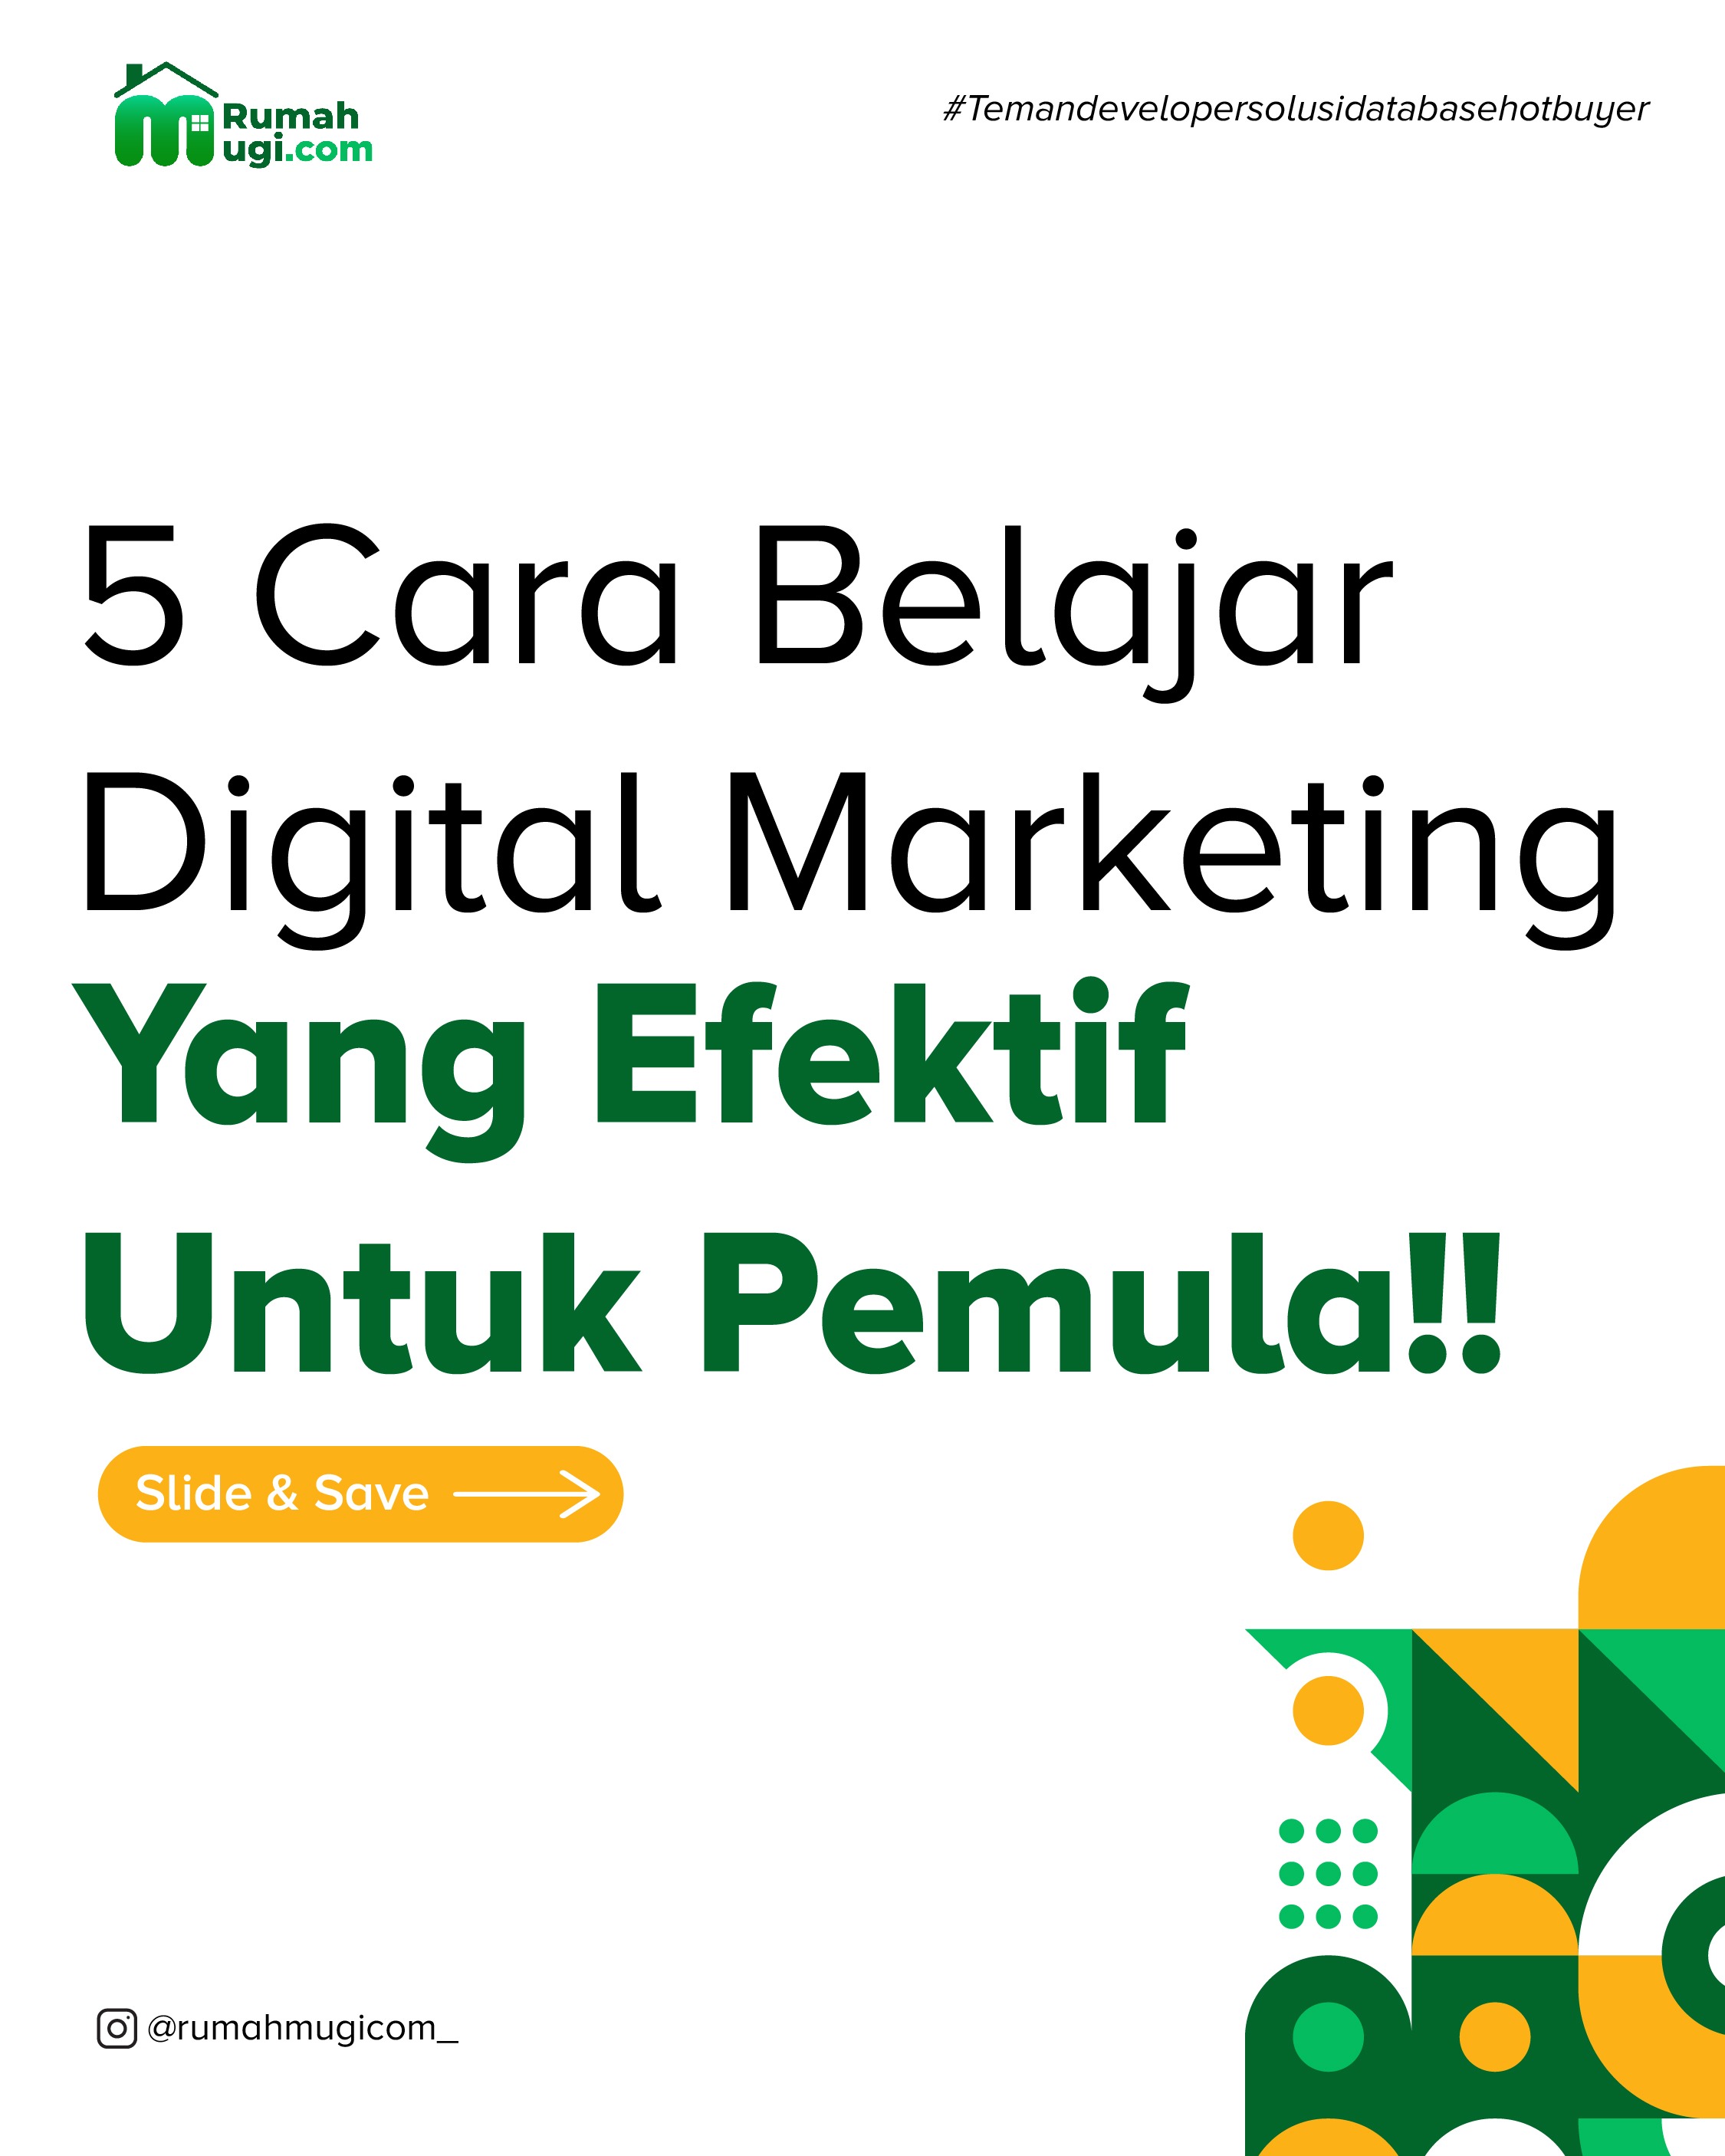 Rumah
ugi.com
#Temandevelopersolusidatabasehotbuyer
5 Cara Belajar
Digital Marketing
Yang Efektif
Untuk Pemula!!
Slide & Save
@rumahmugicom_